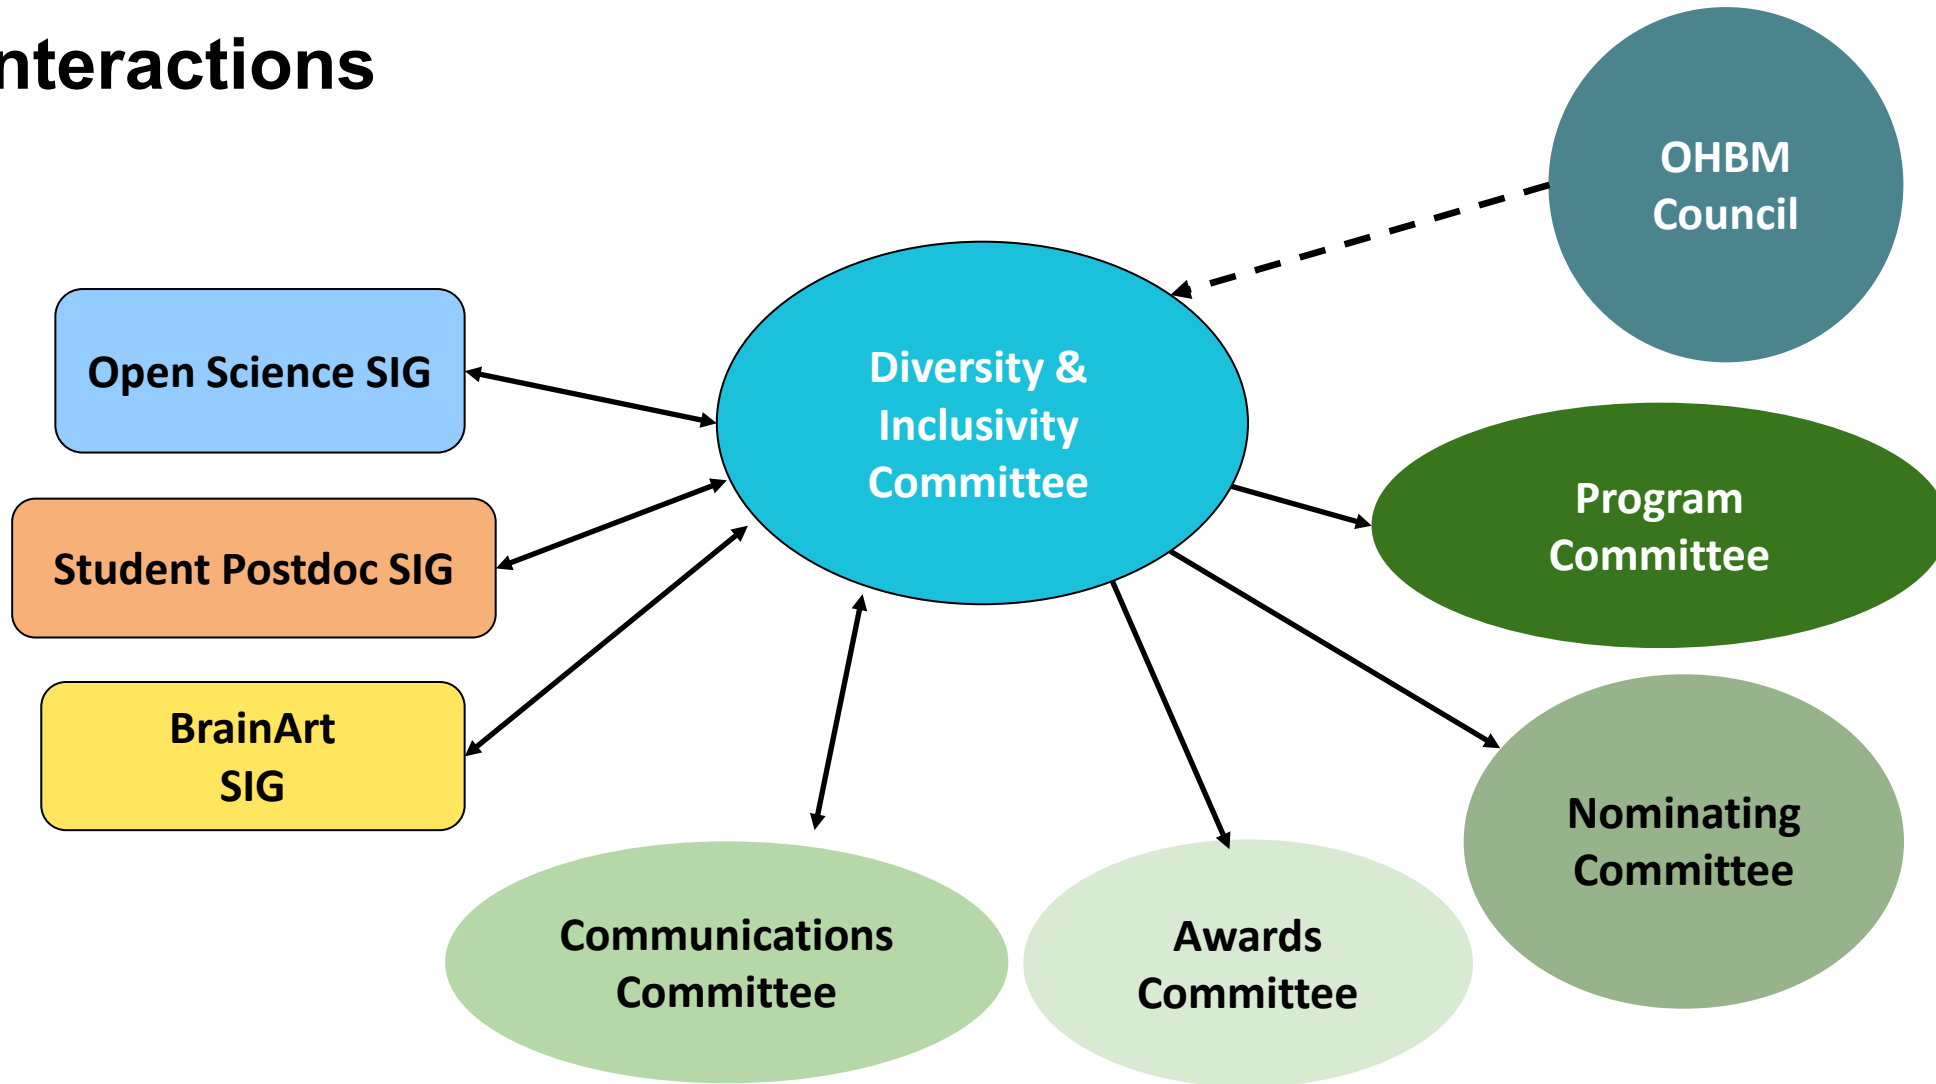 nteractions
OHBM
Council
Diversity &
Inclusivity
Committee
Open Science SIG
Student Postdoc SIG
BrainArt
SIG
Program
Committee
Nominating
Committee
Communications
Committee
Awards
Committee